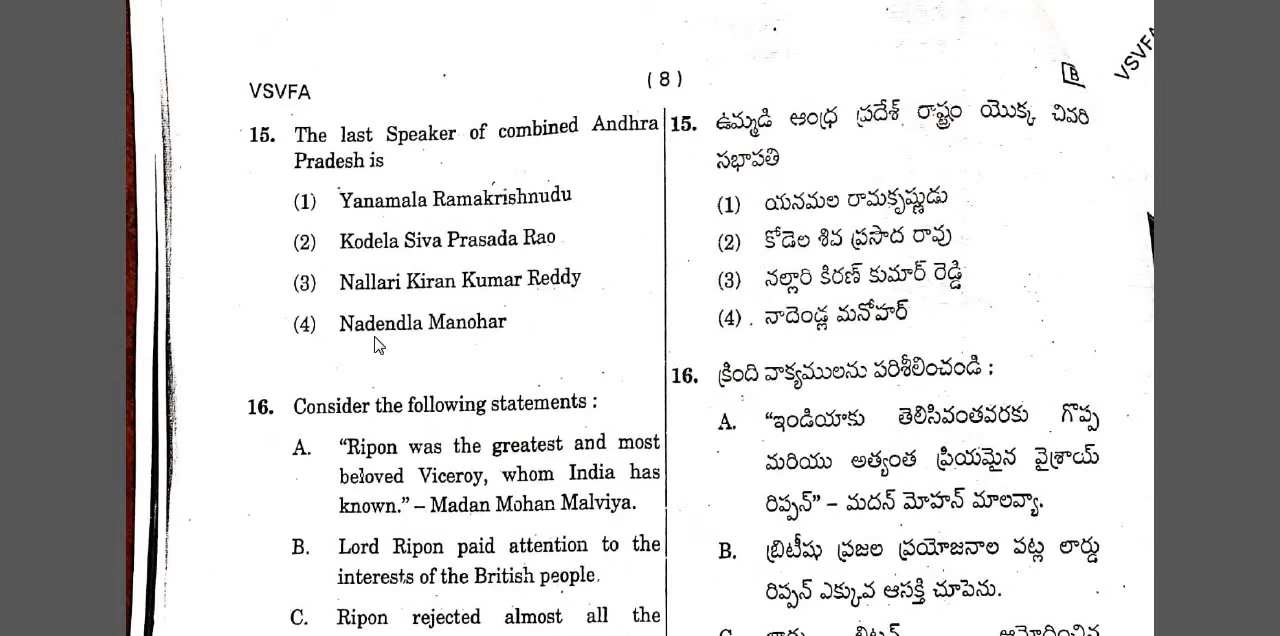 VSVFA
(8)
B
VSVFA
15. The last Speaker of combined Andhra
Pradesh is
(1) Yanamala Ramakrishnudu
(2) Kodela Siva Prasada Rao
(3) Nallari Kiran Kumar Reddy
(4) Nadendla Manohar
16. Consider the following statements :
A. “Ripon was the greatest and most
beloved Viceroy, whom India has
known.” – Madan Mohan Malviya.
B. Lord Ripon paid attention to the
interests of the British people.
C. Ripon rejected almost all the
15. ఉమ్మడి ఆంధ్ర ప్రదేశ్ రాష్ట్రం యొక్క చివరి
సభాపతి
(1) యనమల రామకృష్ణుడు
(2) కోడెల శివ ప్రసాద రావు
(3) నల్లారి కిరణ్ కుమార్ రెడ్డి
(4) నాదెండ్ల మనోహర్
16. క్రింది వాక్యములను పరిశీలించండి :
A. “ఇండియాకు తెలిసివంతవరకు గొప్ప
మరియు అత్యంత ప్రియమైన వైశ్రాయ్
రిప్పన్” – మదన్ మోహన్ మాలవ్యా.
B. బ్రిటీషు ప్రజల ప్రయోజనాల పట్ల లార్డు
రిప్పన్ ఎక్కువ ఆసక్తి చూపెను.
C.